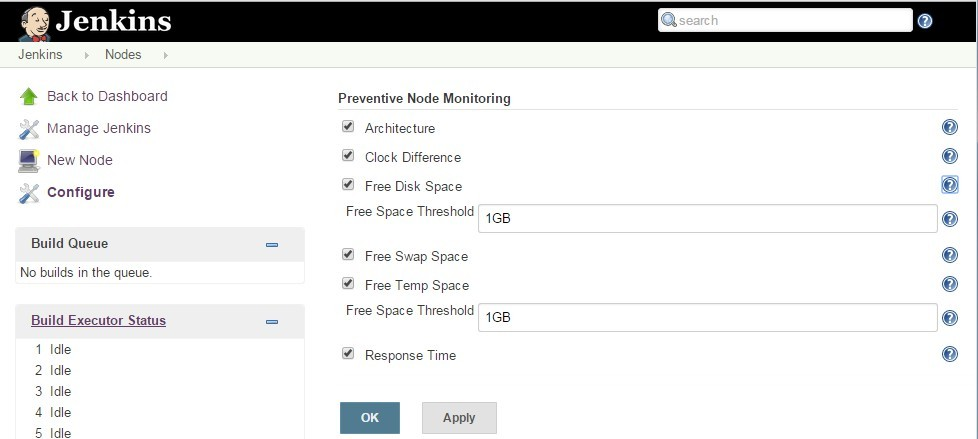 Jenkins
search
Jenkins Nodes
Back to Dashboard
Manage Jenkins
New Node
Configure
Build Queue
No builds in the queue.
Build Executor Status
1 Idle
2 Idle
3 Idle
4 Idle
5 Idle
Preventive Node Monitoring
Architecture
Clock Difference
Free Disk Space
Free Space Threshold 1GB
Free Swap Space
Free Temp Space
Free Space Threshold 1GB
Response Time
OK Apply